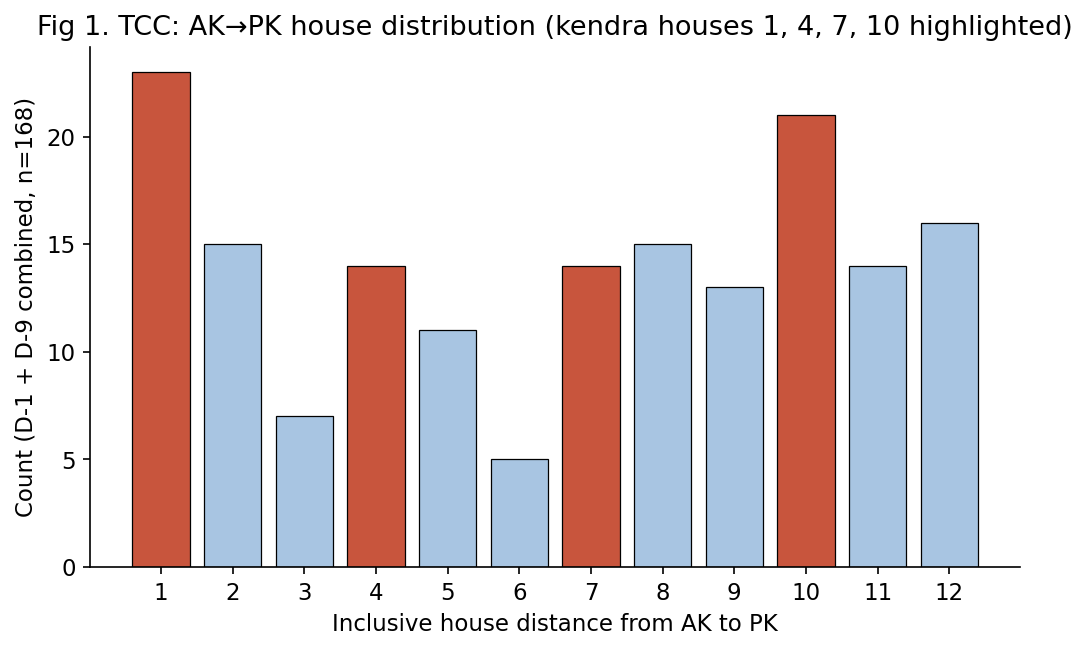 Fig 1. TCC: AK→PK house distribution (kendra houses 1, 4, 7, 10 highlighted)
Count (D-1 + D-9 combined, n=168)
20
15
10
5
0
1 2 3 4 5 6 7 8 9 10 11 12
Inclusive house distance from AK to PK